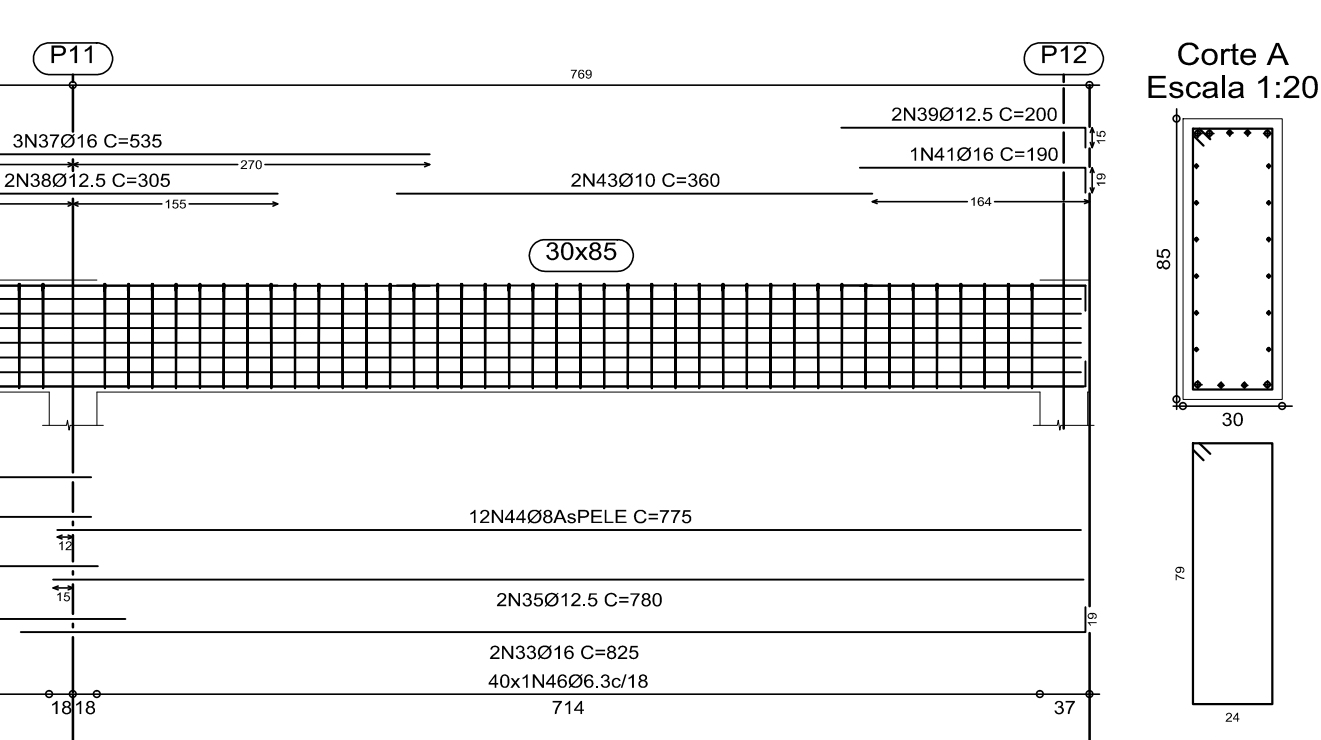 P11
P12
Corte A
Escala 1:20
769
2N39Ø12.5 C=200
15
3N37Ø16 C=535
270
1N41Ø16 C=190
19
2N38Ø12.5 C=305
155
2N43Ø10 C=360
164
30x85
85
30
12N44Ø8AsPELE C=775
12
15
2N35Ø12.5 C=780
79
19
2N33Ø16 C=825
40x1N46Ø6.3c/18
18 18
714
37
24